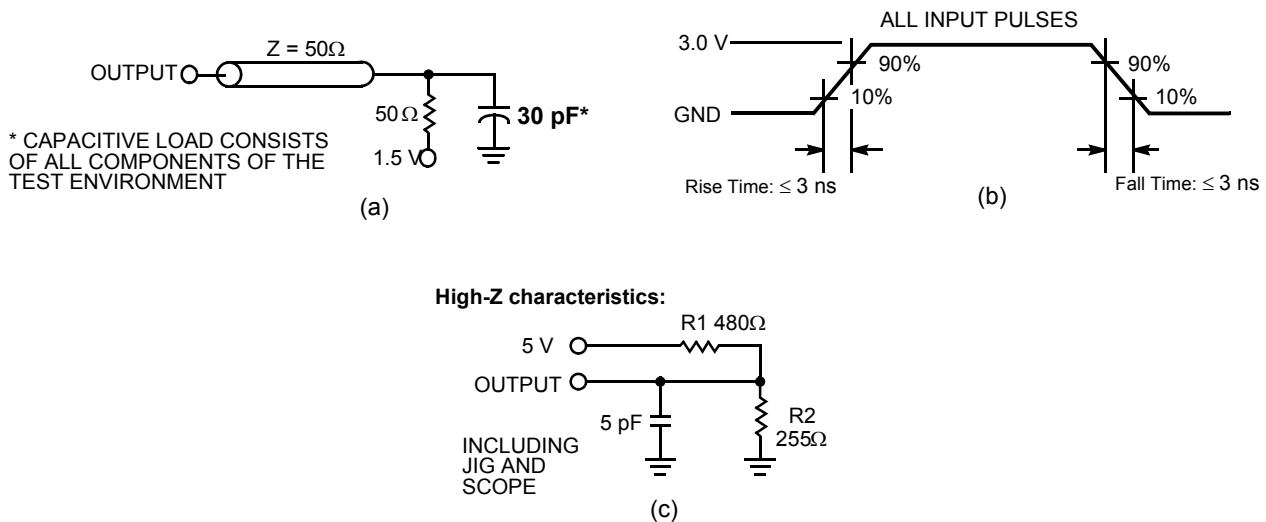 Z = 50Ω
OUTPUT
50Ω
30 pF*
1.5 V
* CAPACITIVE LOAD CONSISTS
OF ALL COMPONENTS OF THE
TEST ENVIRONMENT
(a)
ALL INPUT PULSES
3.0 V
90%
90%
10%
10%
GND
Rise Time: ≤ 3 ns
Fall Time: ≤ 3 ns
(b)
High-Z characteristics:
R1 480Ω
5 V
OUTPUT
5 pF
R2
255Ω
INCLUDING
JIG AND
SCOPE
(c)